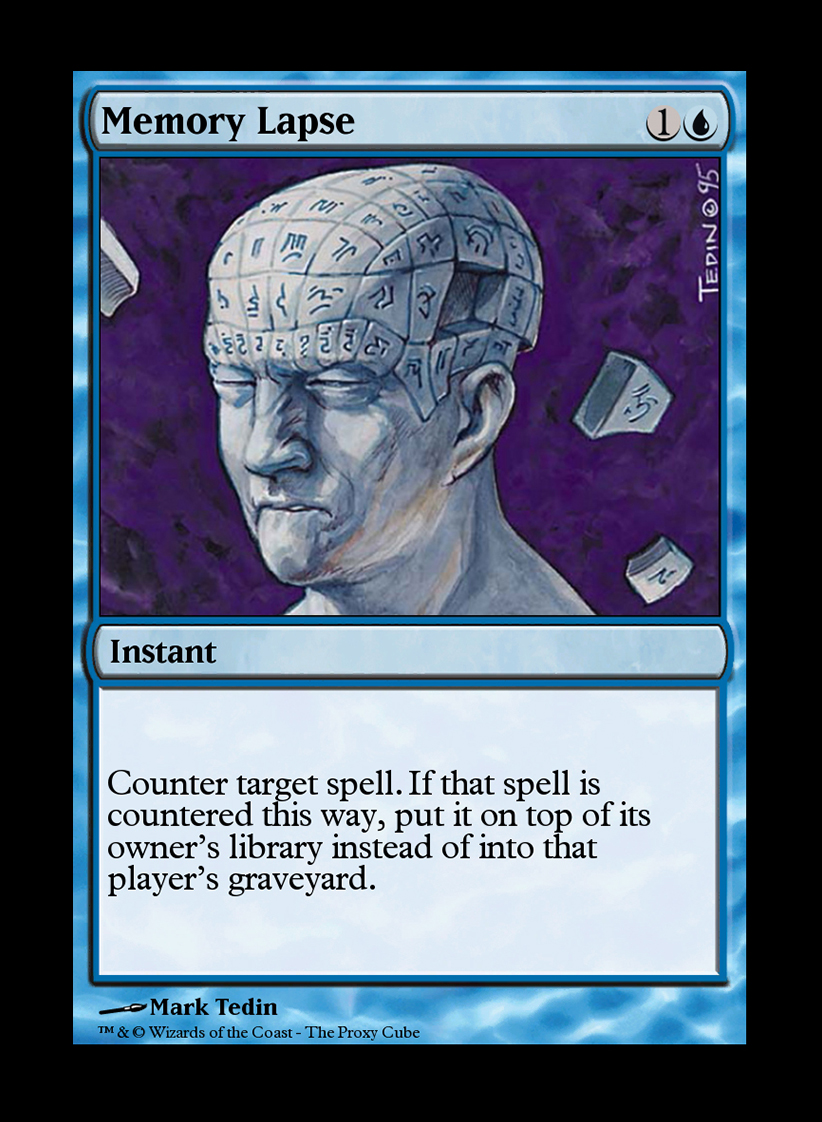 Memory Lapse 1
TEDIN © 95
Instant
Counter target spell. If that spell is
countered this way, put it on top of its
owner's library instead of into that
player's graveyard.
Mark Tedin
™ & © Wizards of the Coast - The Proxy Cube